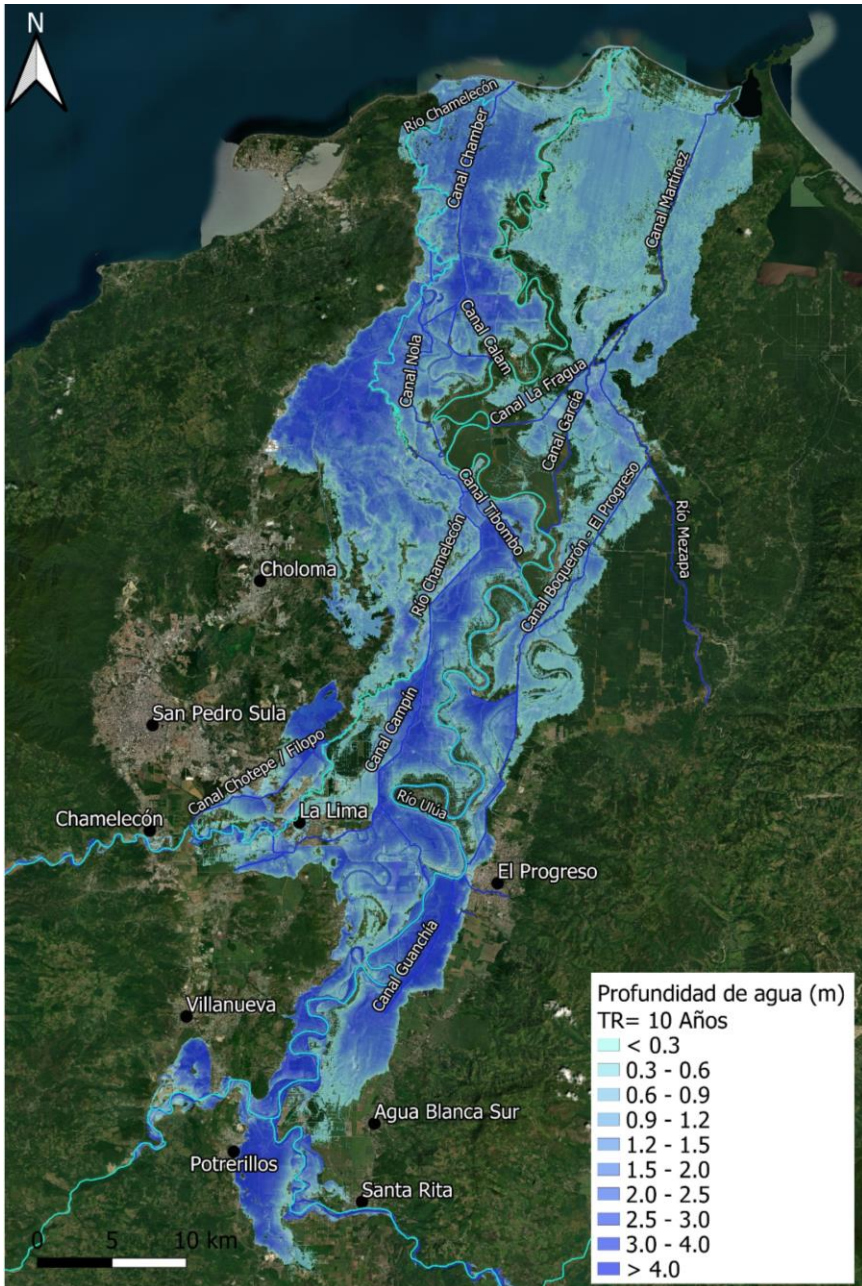 N
Río Chamelecón
Canal Chamber
Canal Martínez
Canal Calam
Canal Nola
Canal La Fragua
Canal García
Canal Tibombo
Canal Boquerón - El Progreso
Río Mezapa
Río Chamelecón
Choloma
San Pedro Sula
Canal Campín
Canal Chotepe / Filopo
Río Ulúa
La Lima
Chamelecón
El Progreso
Canal Guanchía
Villanueva
Agua Blanca Sur
Potrerillos
Santa Rita
0 5 10 km
Profundidad de agua (m)
TR= 10 Años
< 0.3
0.3 - 0.6
0.6 - 0.9
0.9 - 1.2
1.2 - 1.5
1.5 - 2.0
2.0 - 2.5
2.5 - 3.0
3.0 - 4.0
> 4.0